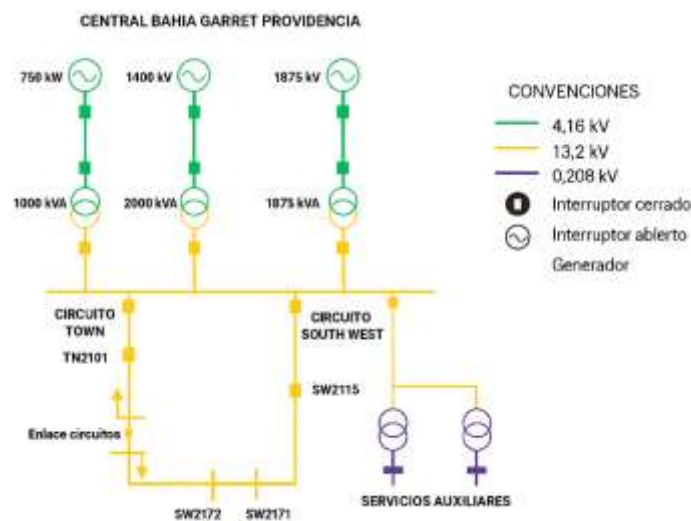 CENTRAL BAHIA GARRET PROVIDENCIA
750 kW
1400 kV
1875 kV
1000 kVA
2000 kVA
1875 kVA
CONVENCIONES
4,16 kV
13,2 kV
0,208 kV
Interruptor cerrado
Interruptor abierto
Generador
CIRCUITO
TOWN
TN2101
CIRCUITO
SOUTH WEST
SW2115
Enlace circuitos
SW2172
SW2171
SERVICIOS AUXILIARES